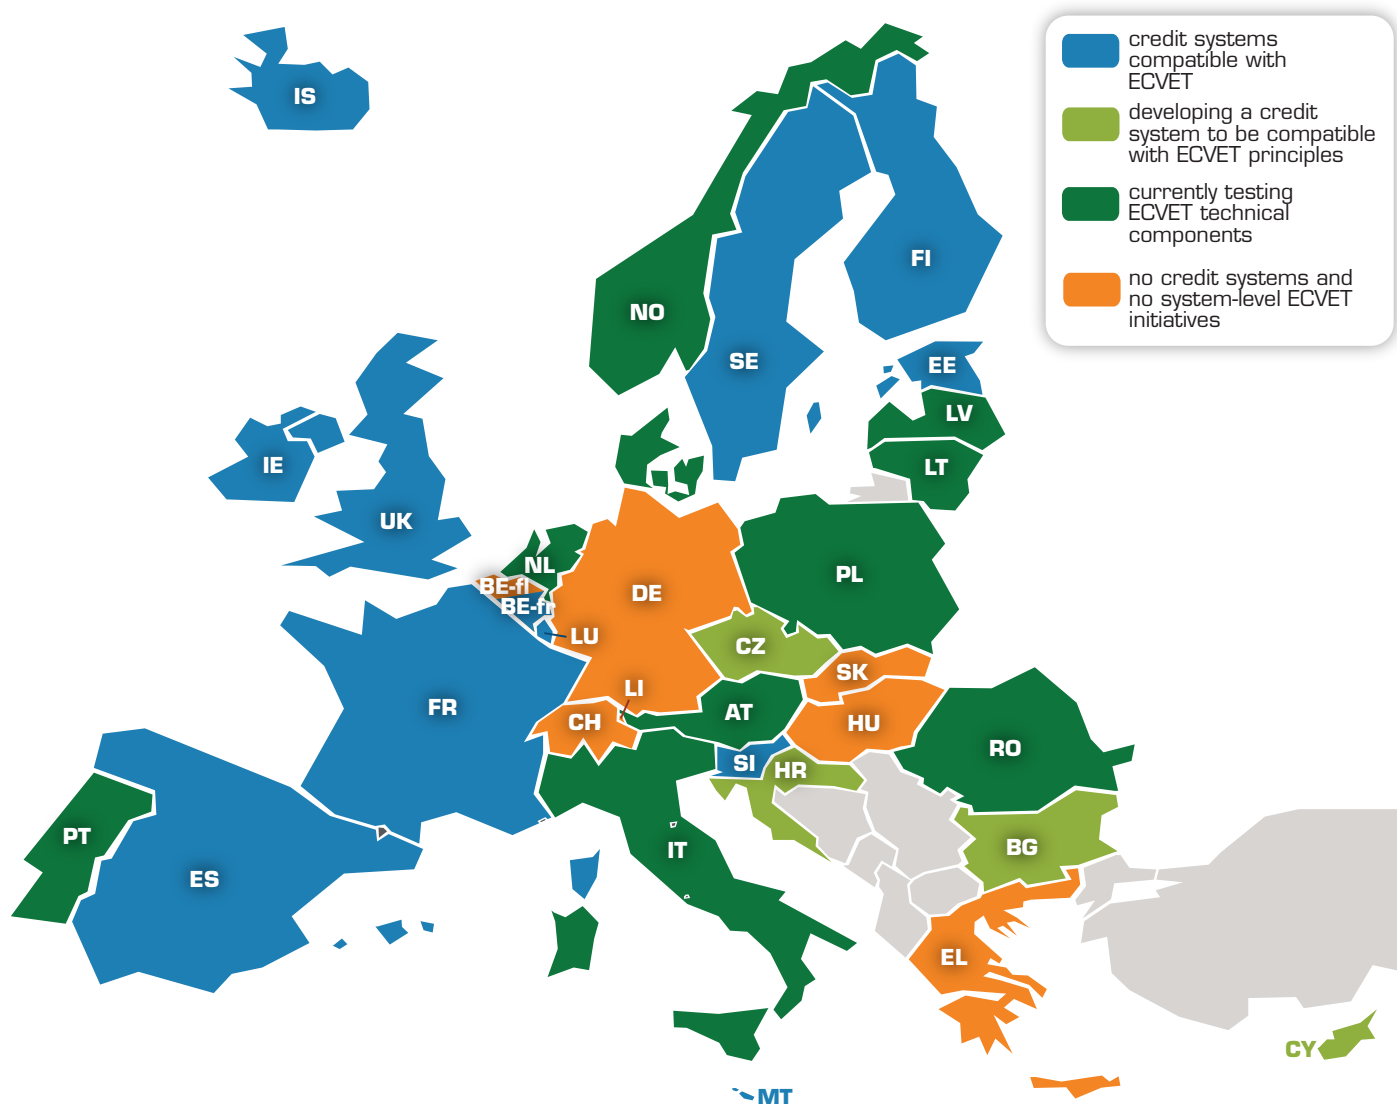 credit systems
compatible with
ECVET
developing a credit
system to be compatible
with ECVET principles
currently testing
ECVET technical
components
no credit systems and
no system-level ECVET
initiatives
IS
FI
NO
SE
EE
LV
LT
IE
UK
NL
BE-fl
BE-fr
DE
PL
LU
CZ
SK
LI
FR
CH
AT
HU
SI
HR
RO
PT
ES
IT
BG
EL
CY
MT